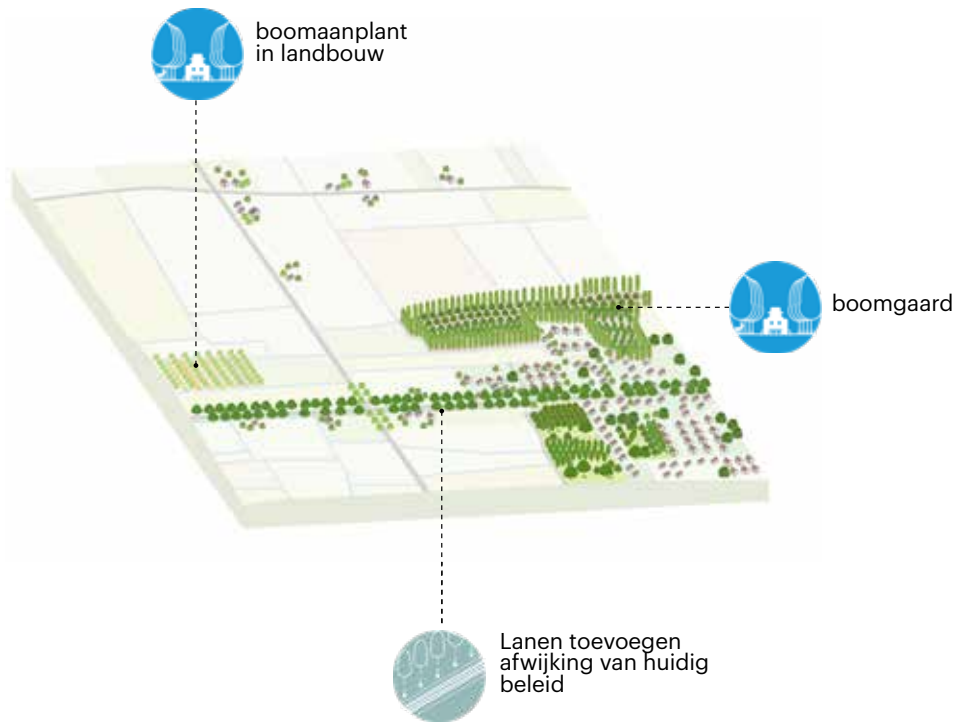 boomaanplant
in landbouw
boomgaard
Lanen toevoegen
afwijking van huidig
beleid